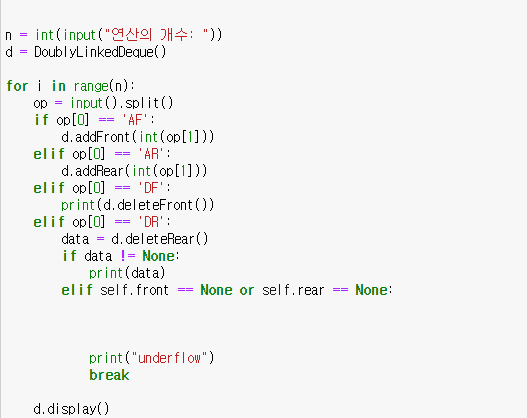 n = int(input("연산의 개수: "))
d = DoublyLinkedDeque()
for i in range(n):
    op = input().split()
    if op[0] == 'AF':
        d.addFront(int(op[1]))
    elif op[0] == 'AR':
        d.addRear(int(op[1]))
    elif op[0] == 'DF':
        print(d.deleteFront())
    elif op[0] == 'DR':
        data = d.deleteRear()
        if data != None:
            print(data)
        elif self.front == None or self.rear == None:
            print("underflow")
            break
    d.display()